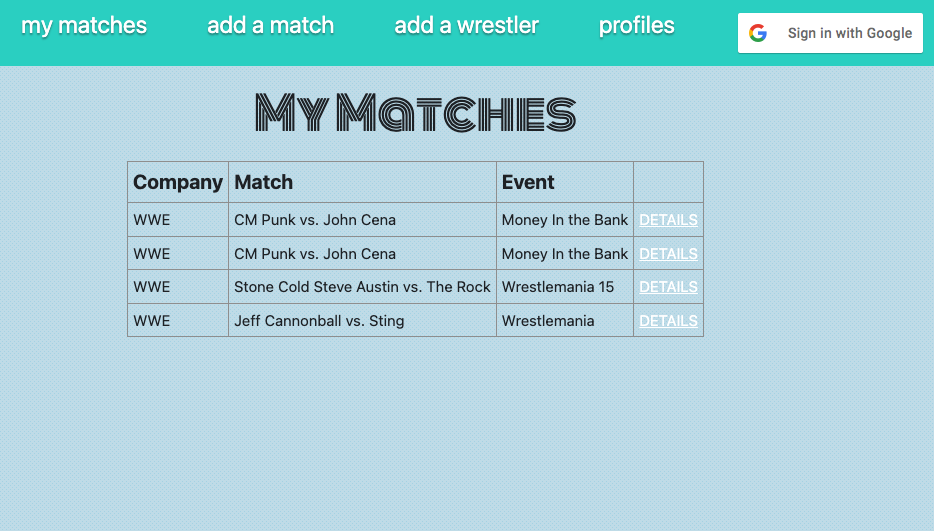 my matches add a match add a wrestler profiles Sign in with Google
My Matches
Company Match Event
WWE CM Punk vs. John Cena Money In the Bank DETAILS
WWE CM Punk vs. John Cena Money In the Bank DETAILS
WWE Stone Cold Steve Austin vs. The Rock Wrestlemania 15 DETAILS
WWE Jeff Cannonball vs. Sting Wrestlemania DETAILS